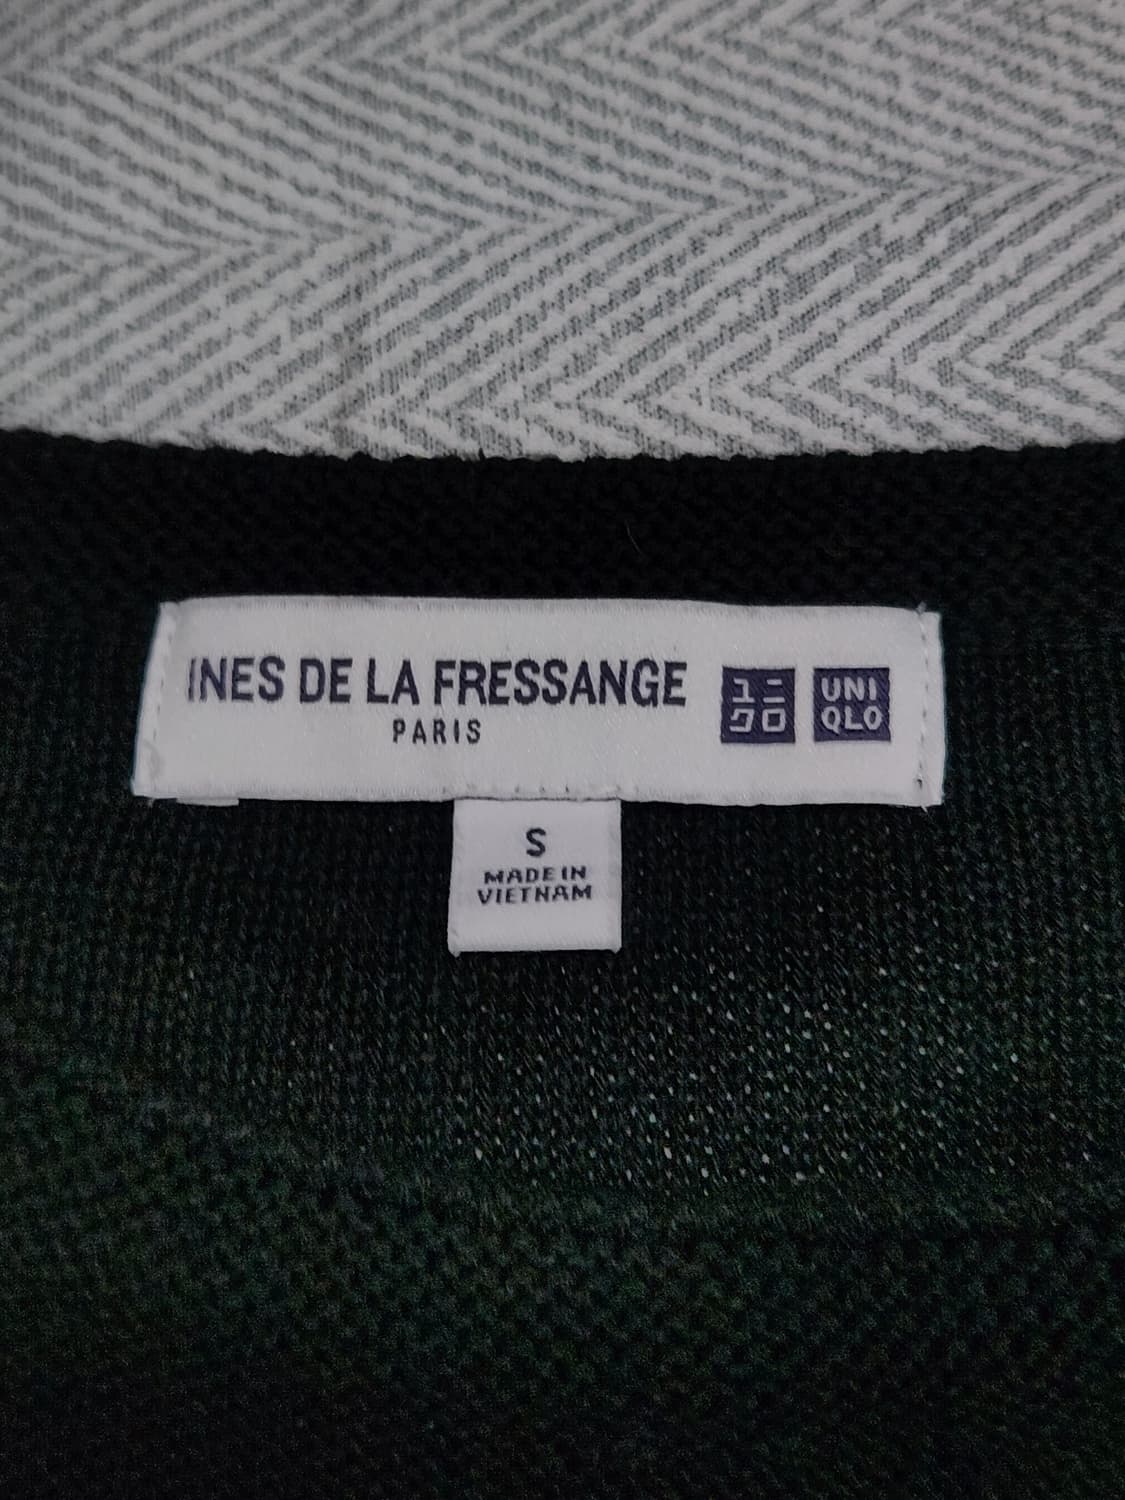 INES DE LA FRESSANGE
PARIS
ユニ
クロ
UNI
QLO
S
MADE IN
VIETNAM